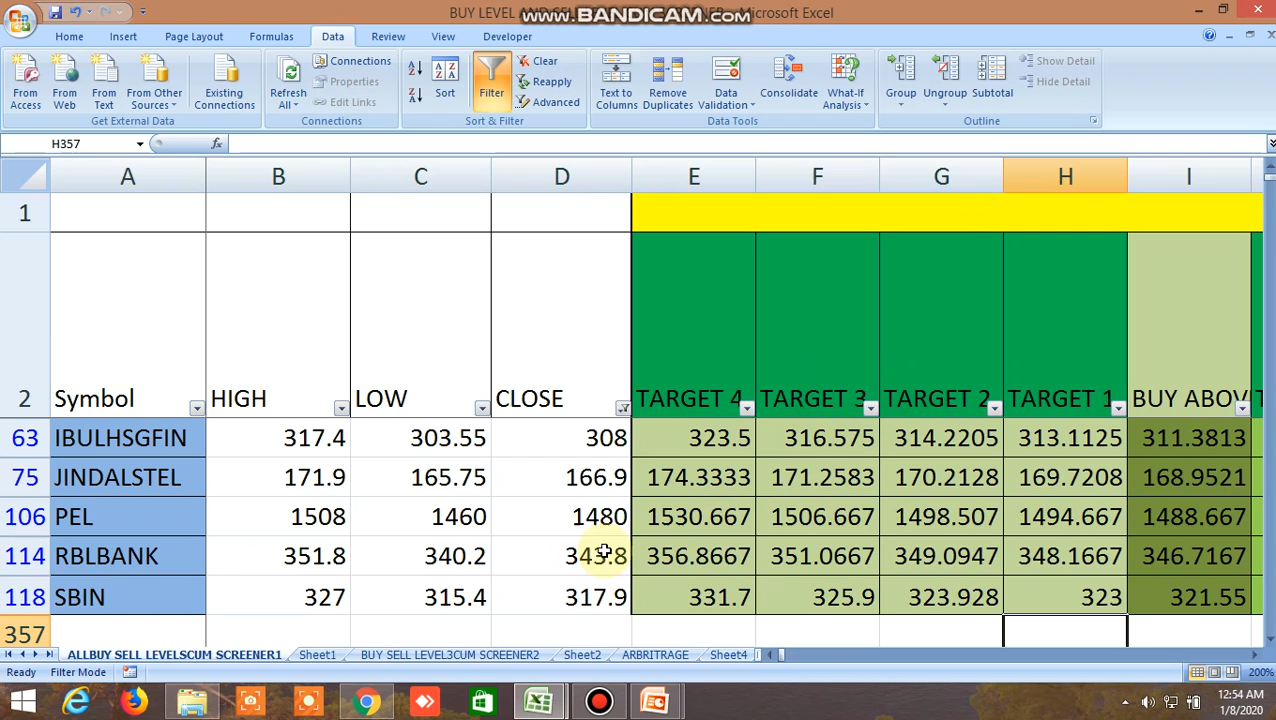 BUY LEVEL AND
www.BANDICAM.com
- Microsoft Excel
Home Insert Page Layout Formulas Data Review View Developer
From Access
From Web
From Text
From Other Sources
Existing Connections
Get External Data
Refresh All
Connections
Properties
Edit Links
Connections
Sort
Filter
Clear
Reapply
Advanced
Sort & Filter
Text to Columns
Remove Duplicates
Data Validation
Consolidate
What-If Analysis
Data Tools
Group
Ungroup
Subtotal
Show Detail
Hide Detail
Outline
H357 fx
A B C D E F G H I
1
2 Symbol HIGH LOW CLOSE TARGET 4 TARGET 3 TARGET 2 TARGET 1 BUY ABOV T
63 IBULHSGFIN 317.4 303.55 308 323.5 316.575 314.2205 313.1125 311.3813
75 JINDALSTEL 171.9 165.75 166.9 174.3333 171.2583 170.2128 169.7208 168.9521
106 PEL 1508 1460 1480 1530.667 1506.667 1498.507 1494.667 1488.667
114 RBLBANK 351.8 340.2 343.8 356.8667 351.0667 349.0947 348.1667 346.7167
118 SBIN 327 315.4 317.9 331.7 325.9 323.928 323 321.55
357
ALLBUY SELL LEVELSCUM SCREENER1 Sheet1 BUY SELL LEVEL3CUM SCREENER2 Sheet2 ARBRITRAGE Sheet4
Ready Filter Mode 200%
12:54 AM
1/8/2020